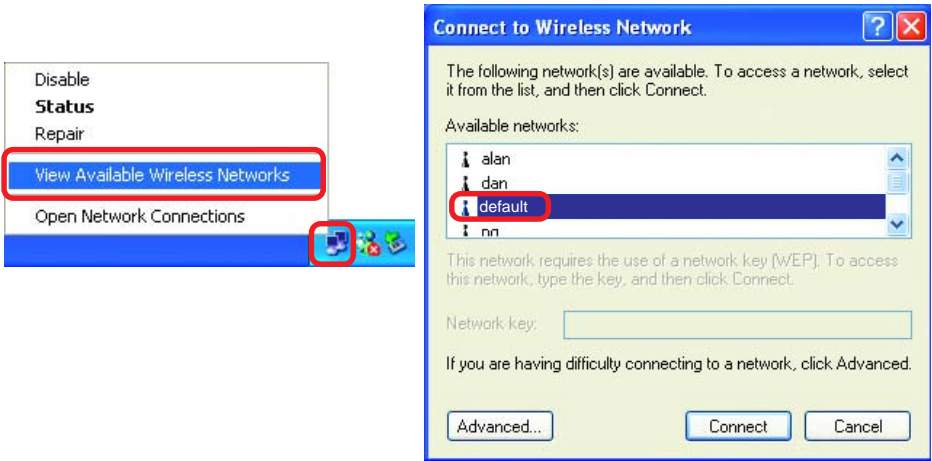 Disable
Status
Repair
View Available Wireless Networks
Open Network Connections
Connect to Wireless Network
The following network(s) are available. To access a network, select
it from the list, and then click Connect.
Available networks:
alan
dan
default
ng
This network requires the use of a network key (WEP). To access
this network, type the key, and then click Connect.
Network key:
If you are having difficulty connecting to a network, click Advanced.
Advanced...
Connect
Cancel